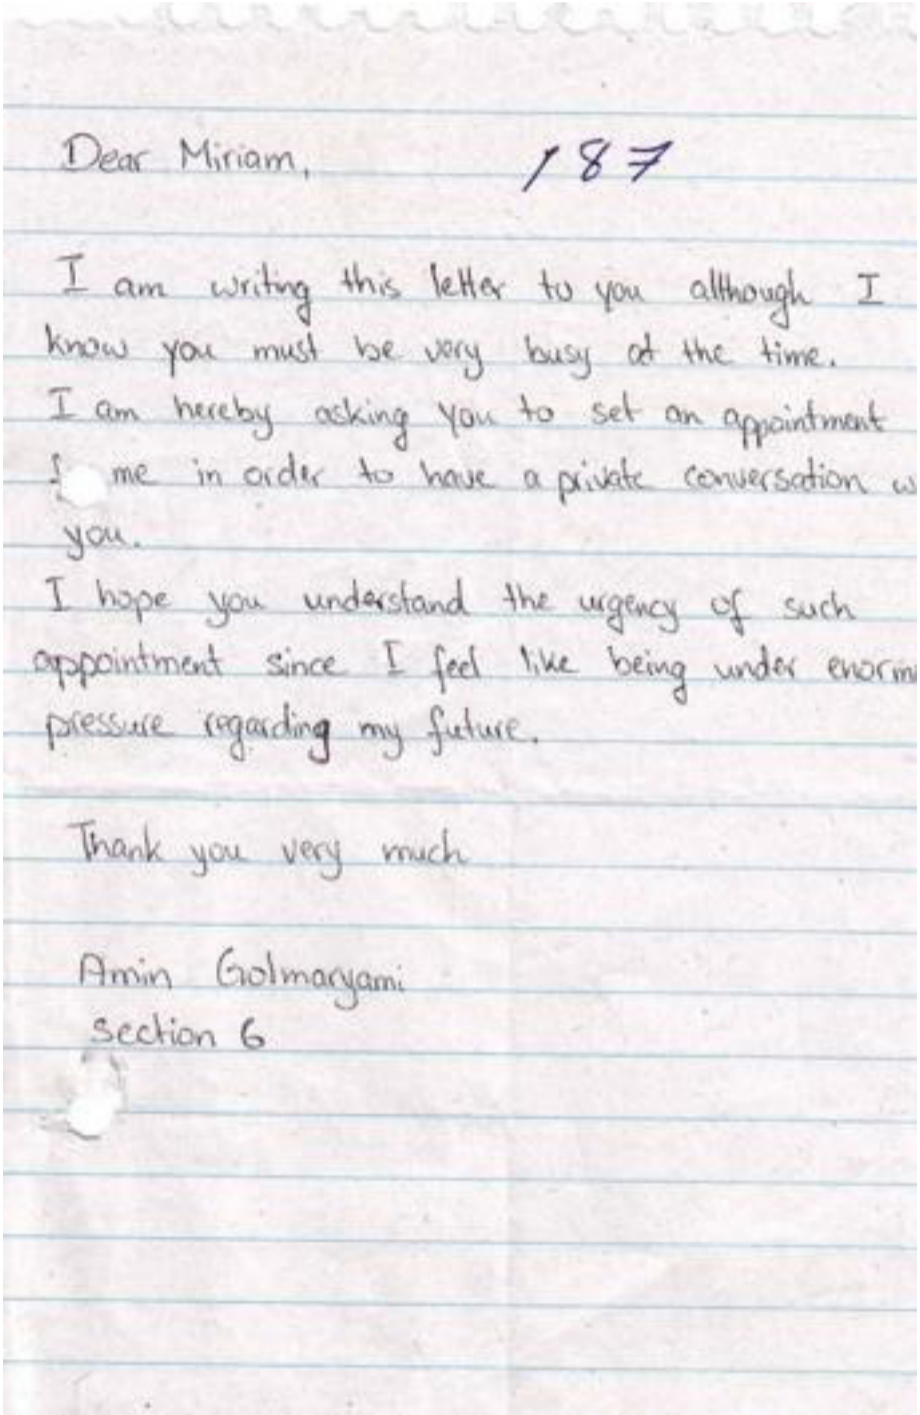 Dear Miriam, 187
I am writing this letter to you although I
know you must be very busy at the time.
I am hereby asking you to set an appointment
me in order to have a private conversation w
you.
I hope you understand the urgency of such
appointment since I feel like being under enorm
pressure regarding my future.
Thank you very much
Amin Golmaryami
section 6